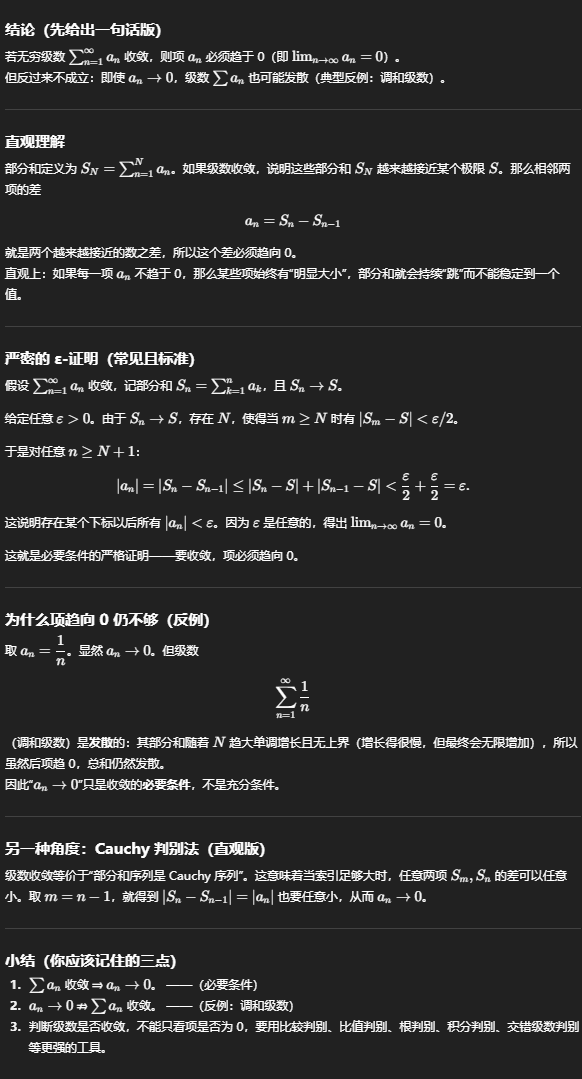 结论（先给出一句话版）
若无穷级数 $\sum_{n=1}^{\infty} a_n$ 收敛，则项 $a_n$ 必须趋于 0（即 $\lim_{n\to\infty} a_n = 0$）。
但反过来不成立：即使 $a_n \to 0$，级数 $\sum a_n$ 也可能发散（典型反例：调和级数）。
直观理解
部分和定义为 $S_N = \sum_{n=1}^{N} a_n$。如果级数收敛，说明这些部分和 $S_N$ 越来越接近某个极限 $S$。那么相邻两
项的差
$a_n = S_n - S_{n-1}$
就是两个越来越接近的数之差，所以这个差必须趋向 0。
直观上：如果每一项 $a_n$ 不趋于 0，那么某些项始终有“明显大小”，部分和就会持续“跳”而不能稳定到一个
值。
严密的 ε-证明（常见且标准）
假设 $\sum_{n=1}^{\infty} a_n$ 收敛，记部分和 $S_n = \sum_{k=1}^{n} a_k$，且 $S_n \to S$。
给定任意 $\varepsilon > 0$。由于 $S_n \to S$，存在 $N$，使得当 $m \geq N$ 时有 $|S_m - S| < \varepsilon/2$。
于是对任意 $n \geq N + 1$：
$|a_n| = |S_n - S_{n-1}| \leq |S_n - S| + |S_{n-1} - S| < \frac{\varepsilon}{2} + \frac{\varepsilon}{2} = \varepsilon.$
这说明存在某个下标以后所有 $|a_n| < \varepsilon$。因为 $\varepsilon$ 是任意的，得出 $\lim_{n\to\infty} a_n = 0$。
这就是必要条件的严格证明——要收敛，项必须趋向 0。
为什么项趋向 0 仍不够（反例）
取 $a_n = \frac{1}{n}$。显然 $a_n \to 0$。但级数
$\sum_{n=1}^{\infty} \frac{1}{n}$
（调和级数）是发散的：其部分和随着 $N$ 趋大单调增长且无上界（增长得很慢，但最终会无限增加），所以
虽然后项趋 0，总和仍然发散。
因此“$a_n \to 0$”只是收敛的必要条件，不是充分条件。
另一种角度：Cauchy 判别法（直观版）
级数收敛等价于“部分和序列是 Cauchy 序列”。这意味着当索引足够大时，任意两项 $S_m, S_n$ 的差可以任意
小。取 $m = n - 1$，就得到 $|S_n - S_{n-1}| = |a_n|$ 也要任意小，从而 $a_n \to 0$。
小结（你应该记住的三点）
1. $\sum a_n$ 收敛 ⇒ $a_n \to 0$。 ——（必要条件）
2. $a_n \to 0 \nRightarrow \sum a_n$ 收敛。 ——（反例：调和级数）
3. 判断级数是否收敛，不能只看项是否为 0，要用比较判别、比值判别、根判别、积分判别、交错级数判别
等更强的工具。